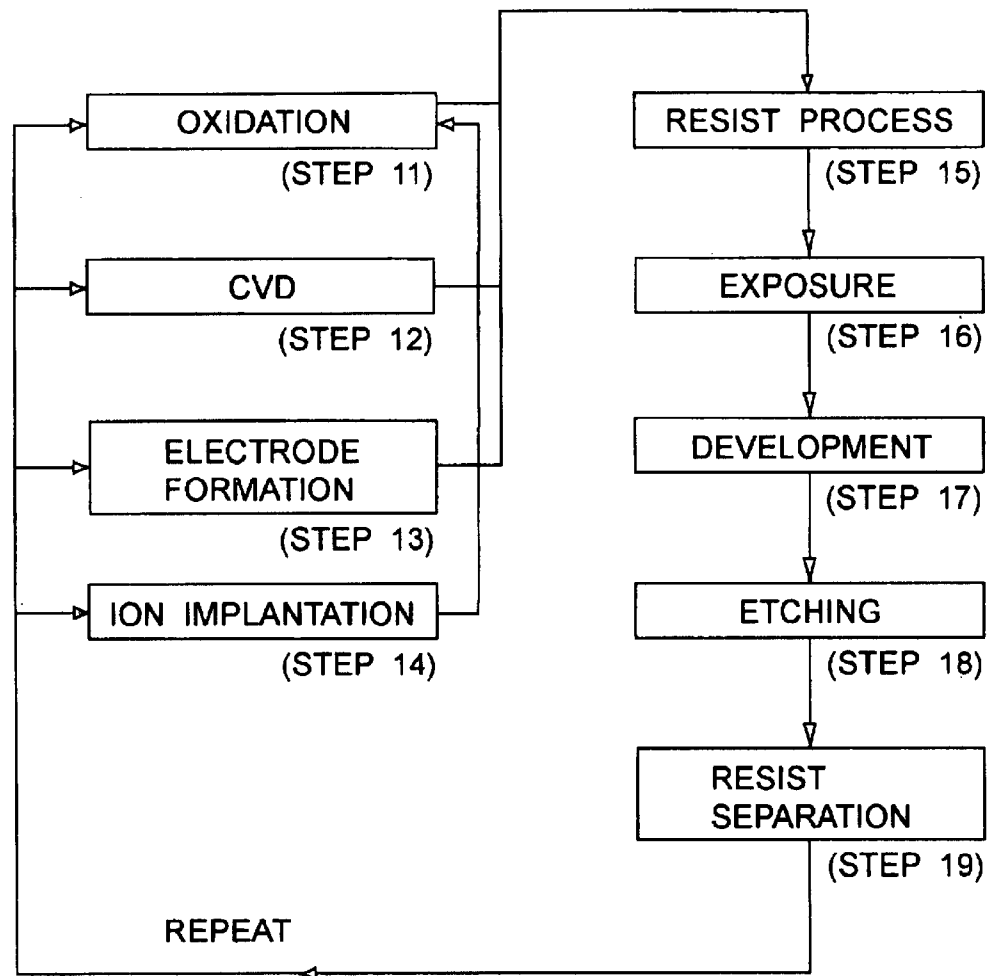 OXIDATION
(STEP 11)
CVD
(STEP 12)
ELECTRODE
FORMATION
(STEP 13)
ION IMPLANTATION
(STEP 14)
RESIST PROCESS
(STEP 15)
EXPOSURE
(STEP 16)
DEVELOPMENT
(STEP 17)
ETCHING
(STEP 18)
RESIST
SEPARATION
(STEP 19)
REPEAT